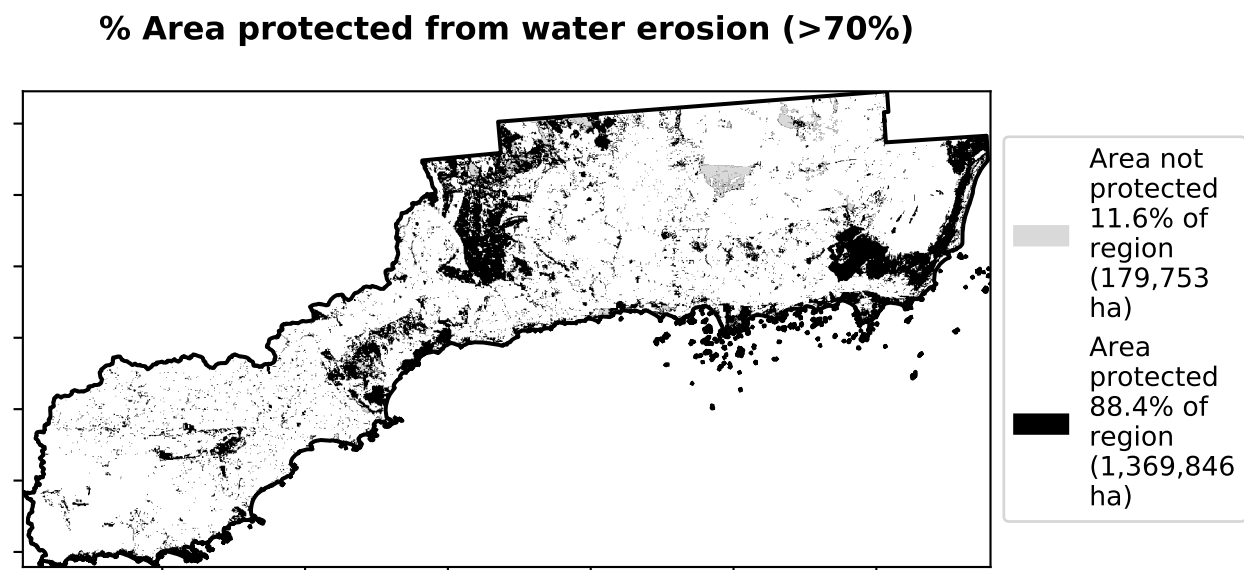 % Area protected from water erosion (>70%)
Area not
protected
11.6% of
region
(179,753
ha)
Area
protected
88.4% of
region
(1,369,846
ha)